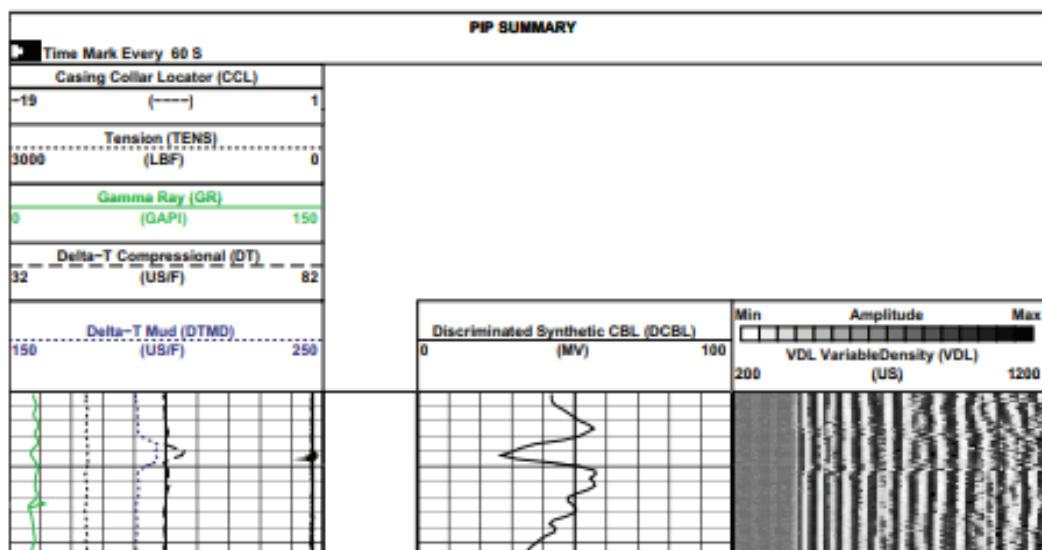 PIP SUMMARY
Time Mark Every 60 S
Casing Collar Locator (CCL)
−19 (−−−−) 1
Tension (TENS)
3000 (LBF) 0
Gamma Ray (GR)
0 (GAPI) 150
Delta−T Compressional (DT)
32 (US/F) 82
Delta−T Mud (DTMD)
150 (US/F) 250
Discriminated Synthetic CBL (DCBL)
0 (MV) 100
Min Amplitude Max
VDL VariableDensity (VDL)
200 (US) 1200